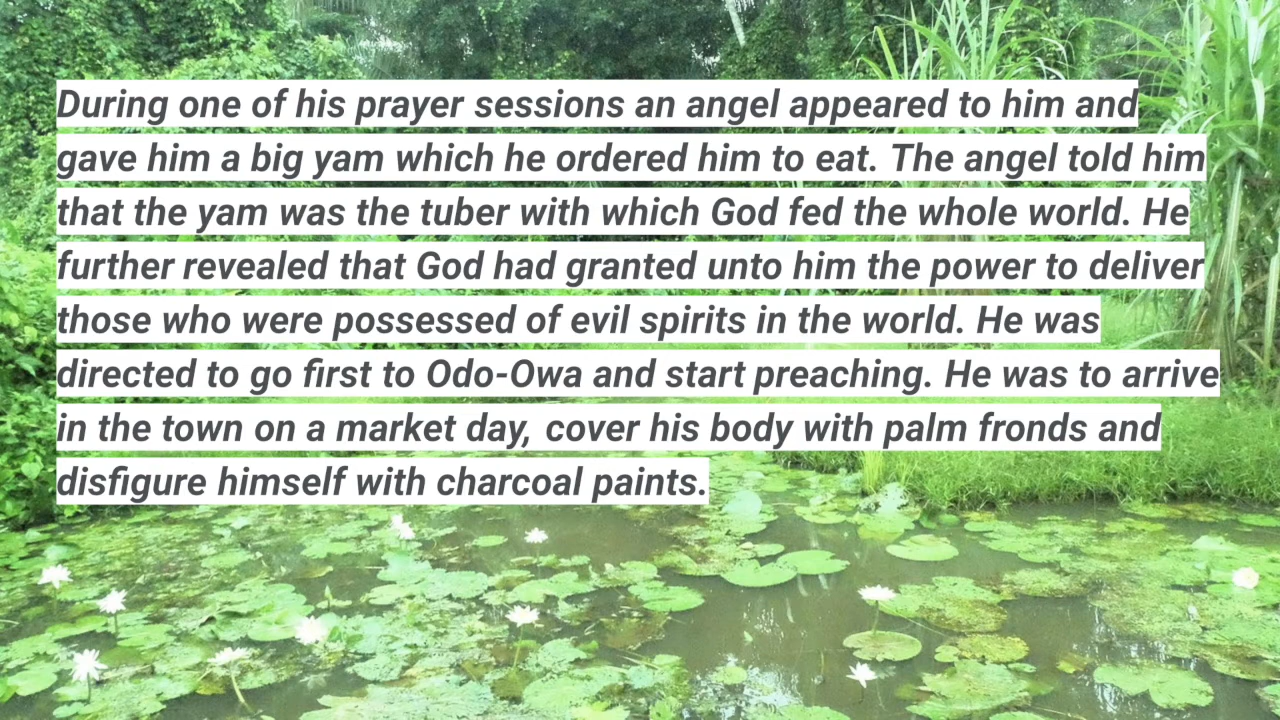 During one of his prayer sessions an angel appeared to him and
gave him a big yam which he ordered him to eat. The angel told him
that the yam was the tuber with which God fed the whole world. He
further revealed that God had granted unto him the power to deliver
those who were possessed of evil spirits in the world. He was
directed to go first to Odo-Owa and start preaching. He was to arrive
in the town on a market day, cover his body with palm fronds and
disfigure himself with charcoal paints.